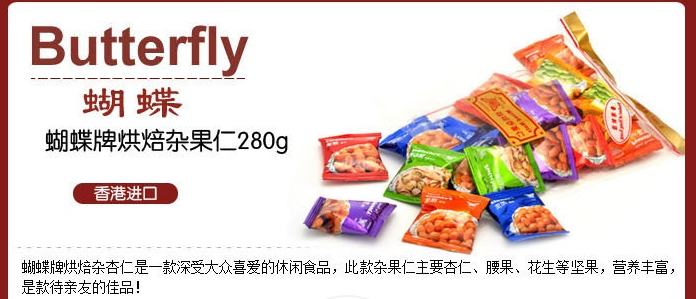 Butterfly
蝴蝶
蝴蝶牌烘焙杂果仁280g
香港进口
蝴蝶牌烘焙杂杏仁是一款深受大众喜爱的休闲食品，此款杂果仁主要杏仁、腰果、花生等坚果，营养丰富，
是款待亲友的佳品！